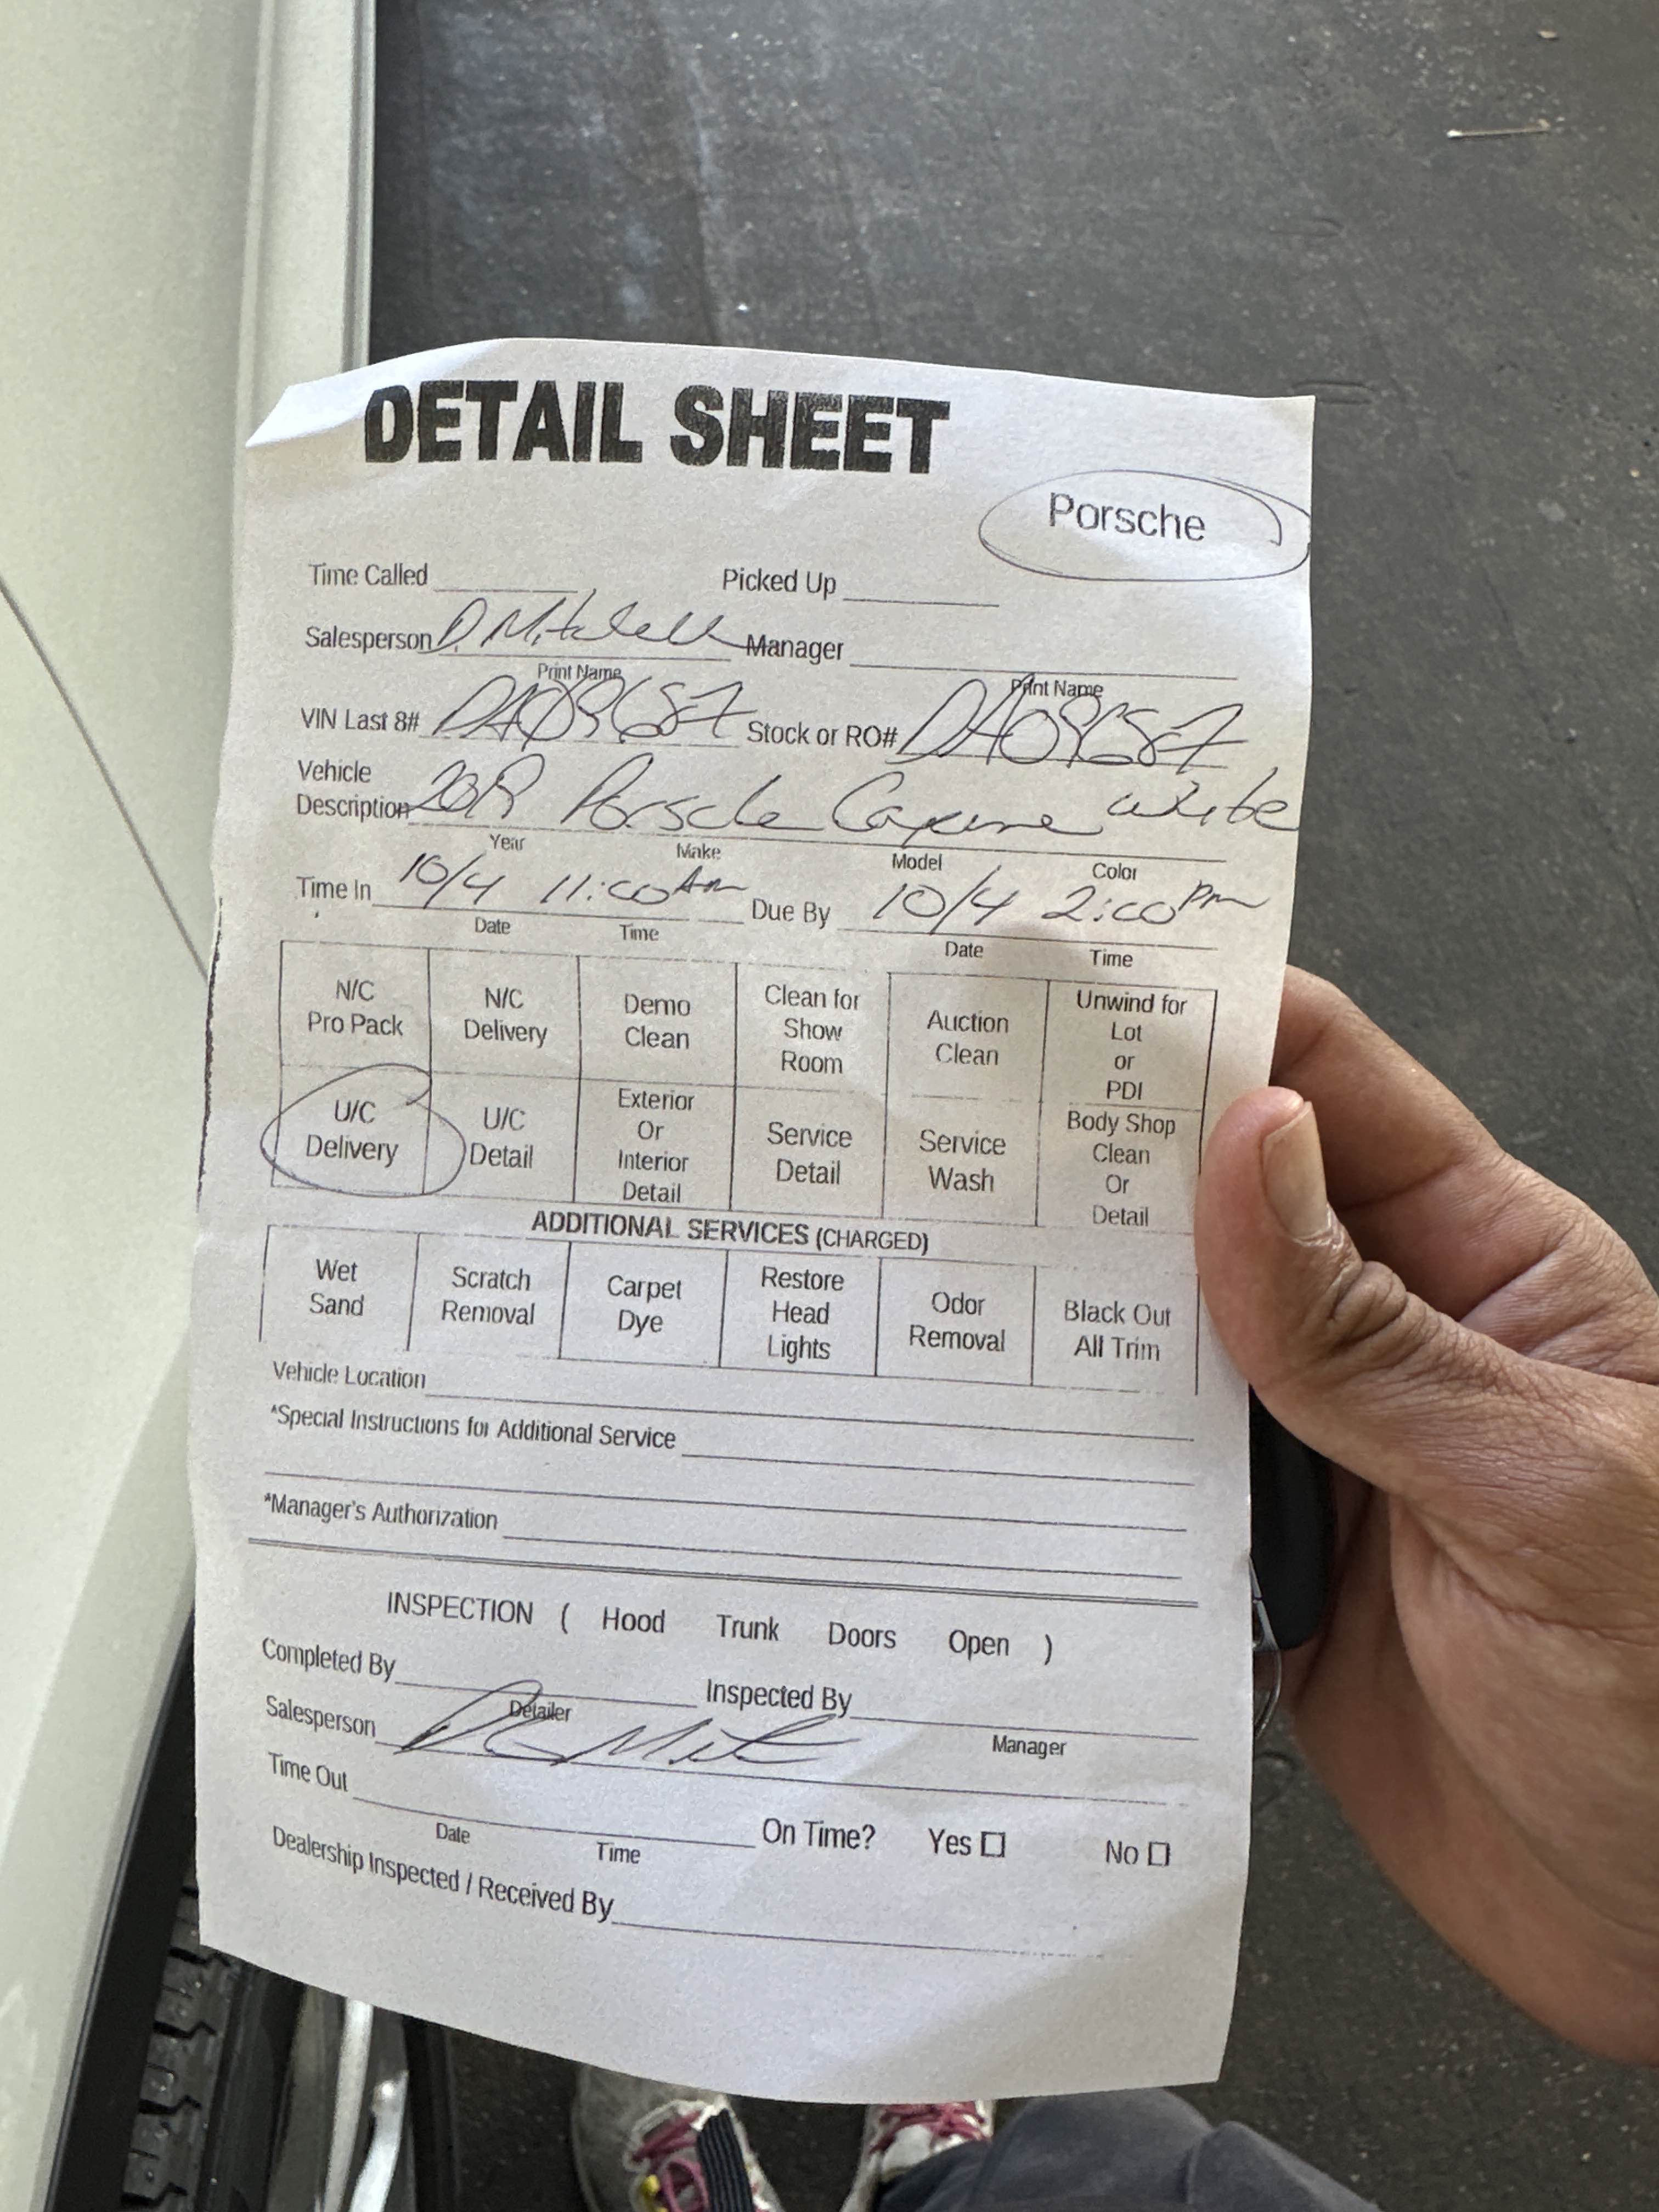 DETAIL SHEET
Porsche
Time Called Picked Up
Salesperson D. Mitchell Manager
Print Name Print Name
VIN Last 8# DA09687 Stock or RO# DA09687
Vehicle Description 2019 Porsche Cayenne White
Year Make Model Color
Time In 10/4 11:00 Am Due By 10/4 2:00 pm
Date Time Date Time
N/C Pro Pack N/C Delivery Demo Clean Clean for Show Room Auction Clean Unwind for Lot or PDI
U/C Delivery U/C Detail Exterior Or Interior Detail Service Detail Service Wash Body Shop Clean Or Detail
ADDITIONAL SERVICES (CHARGED)
Wet Sand Scratch Removal Carpet Dye Restore Head Lights Odor Removal Black Out All Trim
Vehicle Location
*Special Instructions for Additional Service
*Manager's Authorization
INSPECTION ( Hood Trunk Doors Open )
Completed By Inspected By
Detailer Manager
Salesperson
Time Out On Time? Yes ☐ No ☐
Date Time
Dealership Inspected / Received By